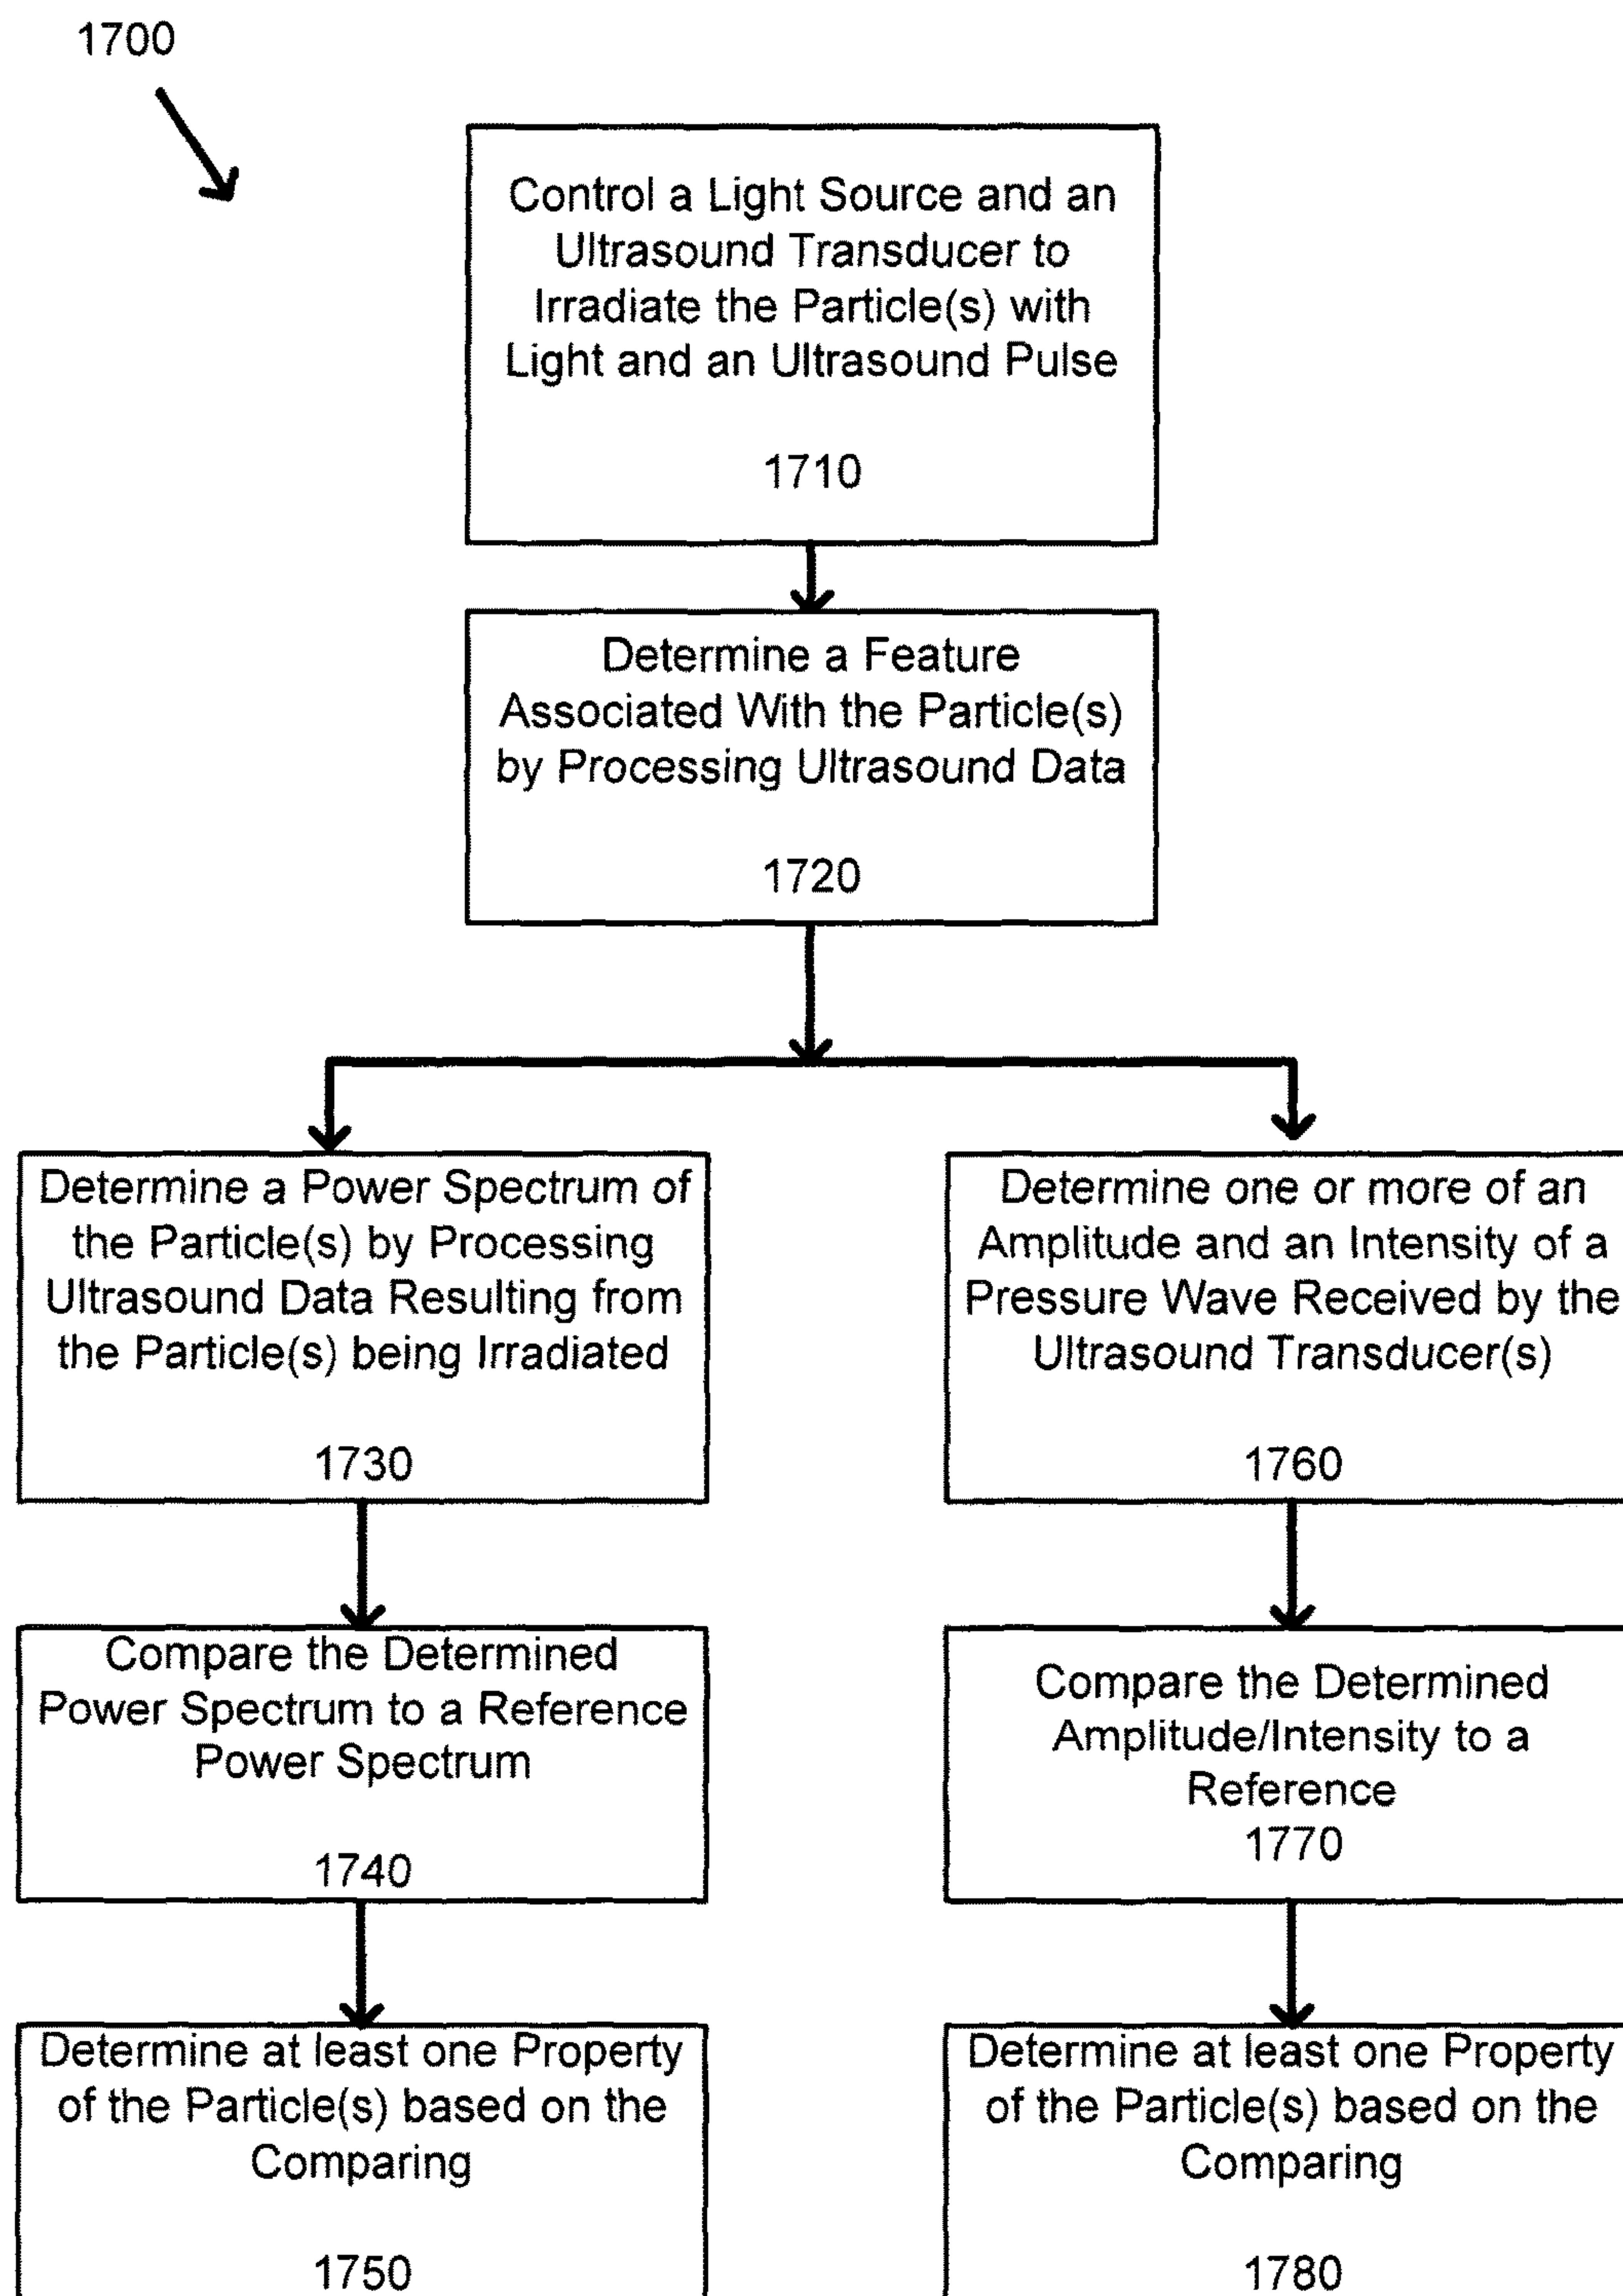 1700
Control a Light Source and an
Ultrasound Transducer to
Irradiate the Particle(s) with
Light and an Ultrasound Pulse
1710
Determine a Feature
Associated With the Particle(s)
by Processing Ultrasound Data
1720
Determine a Power Spectrum of
the Particle(s) by Processing
Ultrasound Data Resulting from
the Particle(s) being Irradiated
1730
Determine one or more of an
Amplitude and an Intensity of a
Pressure Wave Received by the
Ultrasound Transducer(s)
1760
Compare the Determined
Power Spectrum to a Reference
Power Spectrum
1740
Compare the Determined
Amplitude/Intensity to a
Reference
1770
Determine at least one Property
of the Particle(s) based on the
Comparing
1750
Determine at least one Property
of the Particle(s) based on the
Comparing
1780